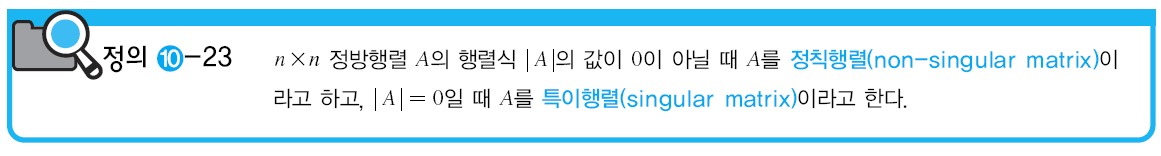 정의 10-23 n×n 정방행렬 A의 행렬식 |A|의 값이 0이 아닐 때 A를 정칙행렬(non-singular matrix)이
라고 하고, |A|=0일 때 A를 특이행렬(singular matrix)이라고 한다.